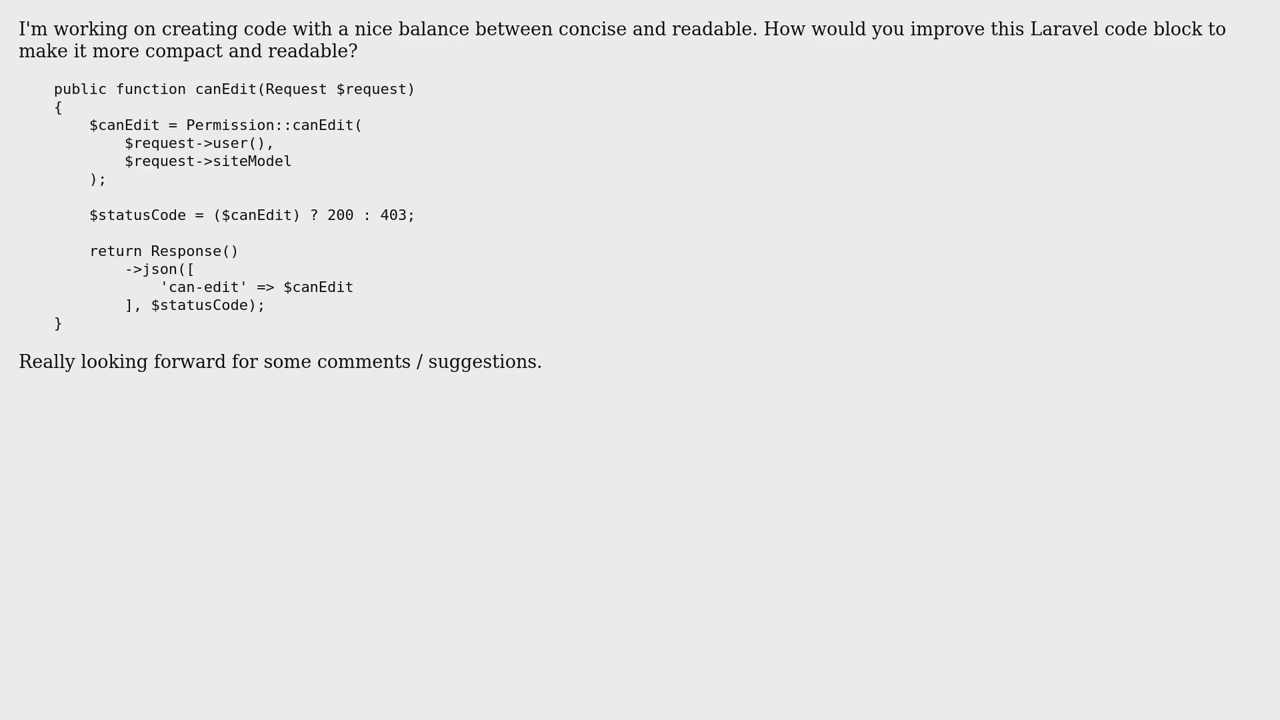 I'm working on creating code with a nice balance between concise and readable. How would you improve this Laravel code block to
make it more compact and readable?
public function canEdit(Request $request)
{
    $canEdit = Permission::canEdit(
        $request->user(),
        $request->siteModel
    );
    $statusCode = ($canEdit) ? 200 : 403;
    return Response()
        ->json([
            'can-edit' => $canEdit
        ], $statusCode);
}
Really looking forward for some comments / suggestions.